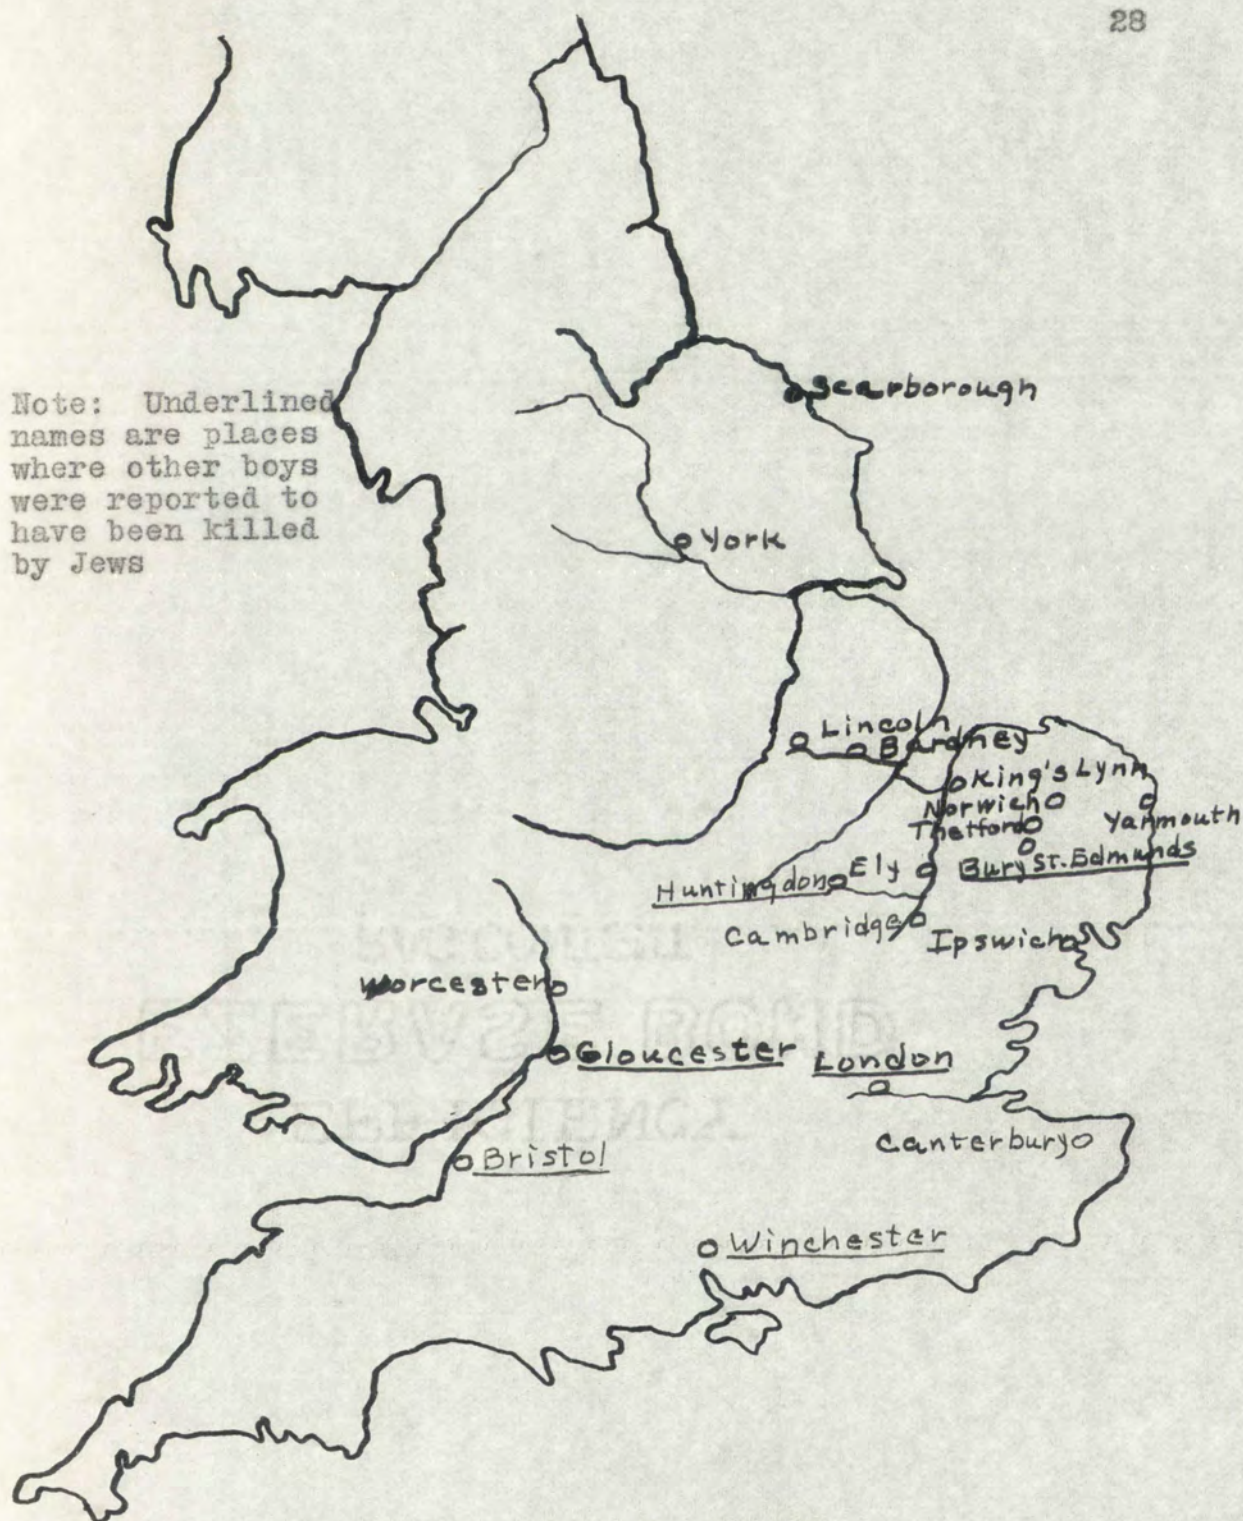 28
Scarborough
Note: Underlined
names are places
where other boys
were reported to
have been killed
by Jews
York
Lincoln
Bardney
King's Lynn
Norwich
Thetford
Yarmouth
Bury St. Edmunds
Ely
Huntingdon
Cambridge
Ipswich
Worcester
Gloucester
London
Canterbury
Bristol
Winchester